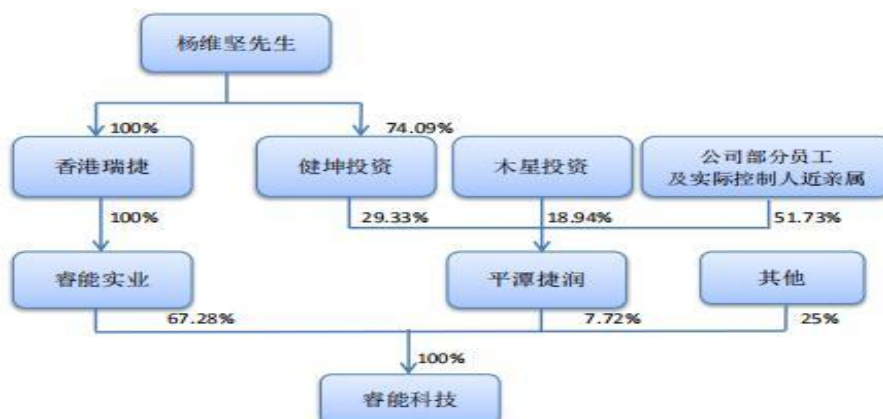 杨维坚先生
100%
74.09%
香港瑞捷
健坤投资
木星投资
公司部分员工
及实际控制人近亲属
100%
29.33%
18.94%
51.73%
睿能实业
平潭捷润
其他
67.28%
7.72%
25%
100%
睿能科技